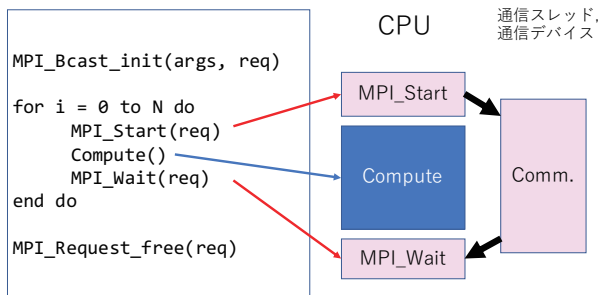 MPI_Bcast_init(args, req)
for i = 0 to N do
MPI_Start(req)
Compute()
MPI_Wait(req)
end do
MPI_Request_free(req)
CPU
通信スレッド,
通信デバイス
MPI_Start
Compute
Comm.
MPI_Wait